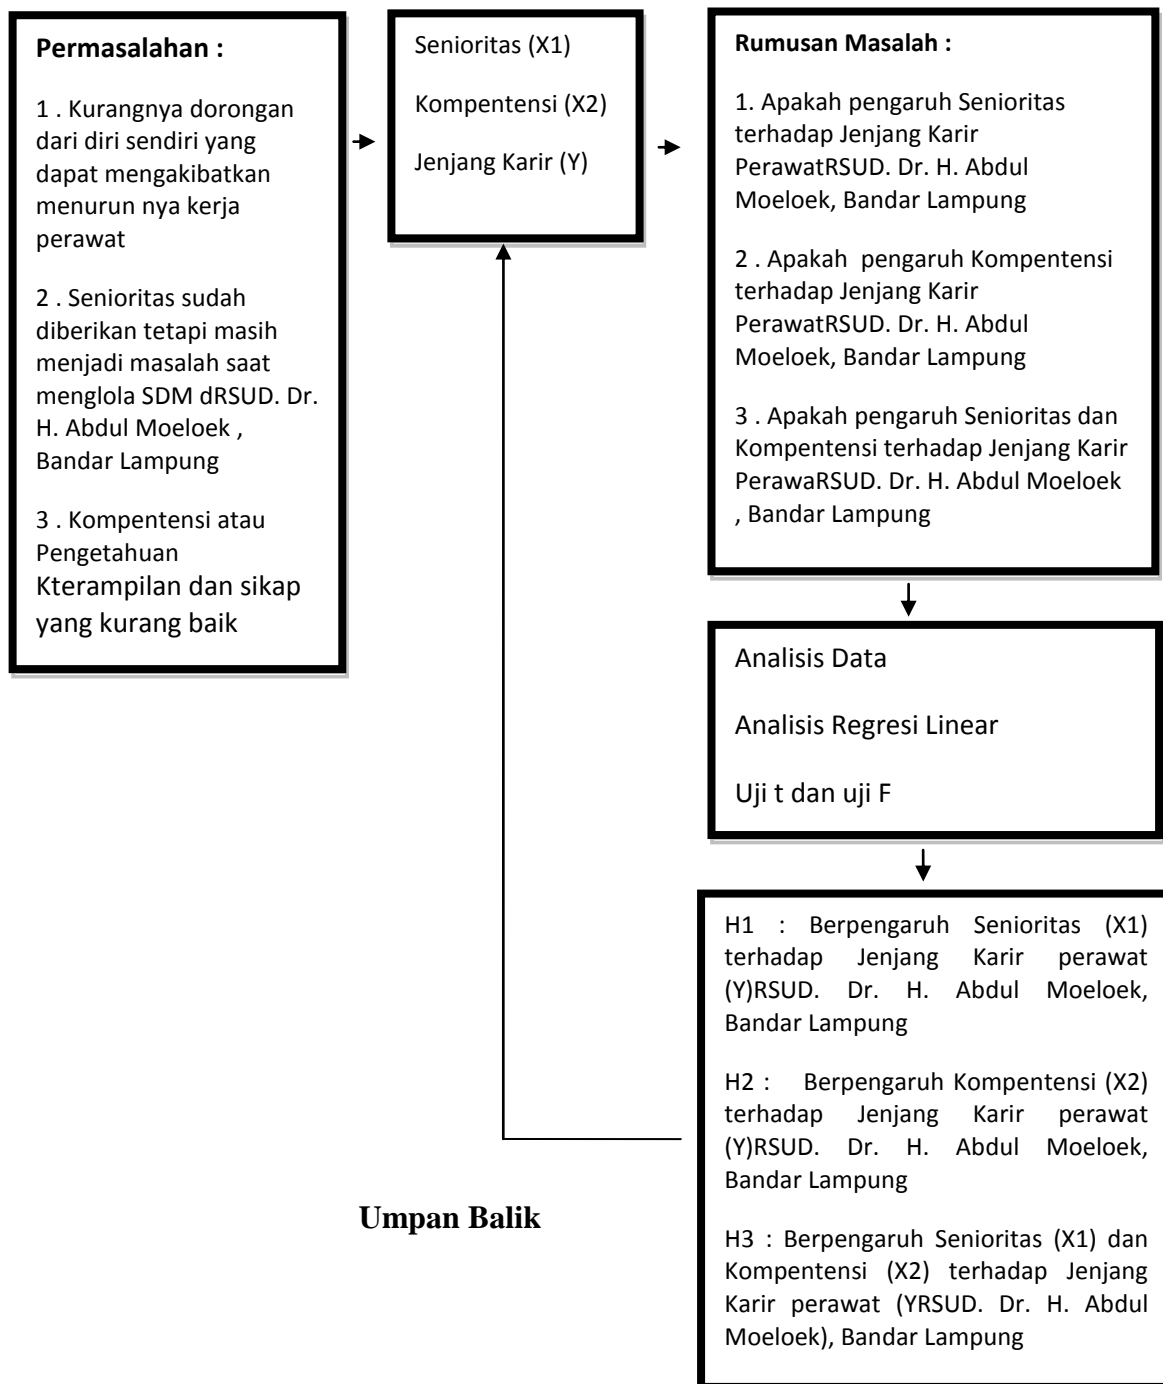 Permasalahan :
1 . Kurangnya dorongan
dari diri sendiri yang
dapat mengakibatkan
menurun nya kerja
perawat
2 . Senioritas sudah
diberikan tetapi masih
menjadi masalah saat
menglola SDM dRSUD. Dr.
H. Abdul Moeloek ,
Bandar Lampung
3 . Kompentensi atau
Pengetahuan
Kterampilan dan sikap
yang kurang baik
Senioritas (X1)
Kompentensi (X2)
Jenjang Karir (Y)
Rumusan Masalah :
1. Apakah pengaruh Senioritas
terhadap Jenjang Karir
PerawatRSUD. Dr. H. Abdul
Moeloek, Bandar Lampung
2 . Apakah pengaruh Kompentensi
terhadap Jenjang Karir
PerawatRSUD. Dr. H. Abdul
Moeloek, Bandar Lampung
3 . Apakah pengaruh Senioritas dan
Kompentensi terhadap Jenjang Karir
PerawaRSUD. Dr. H. Abdul Moeloek
, Bandar Lampung
Analisis Data
Analisis Regresi Linear
Uji t dan uji F
H1 : Berpengaruh Senioritas (X1)
terhadap Jenjang Karir perawat
(Y)RSUD. Dr. H. Abdul Moeloek,
Bandar Lampung
H2 : Berpengaruh Kompentensi (X2)
terhadap Jenjang Karir perawat
(Y)RSUD. Dr. H. Abdul Moeloek,
Bandar Lampung
H3 : Berpengaruh Senioritas (X1) dan
Kompentensi (X2) terhadap Jenjang
Karir perawat (YRSUD. Dr. H. Abdul
Moeloek), Bandar Lampung
Umpan Balik